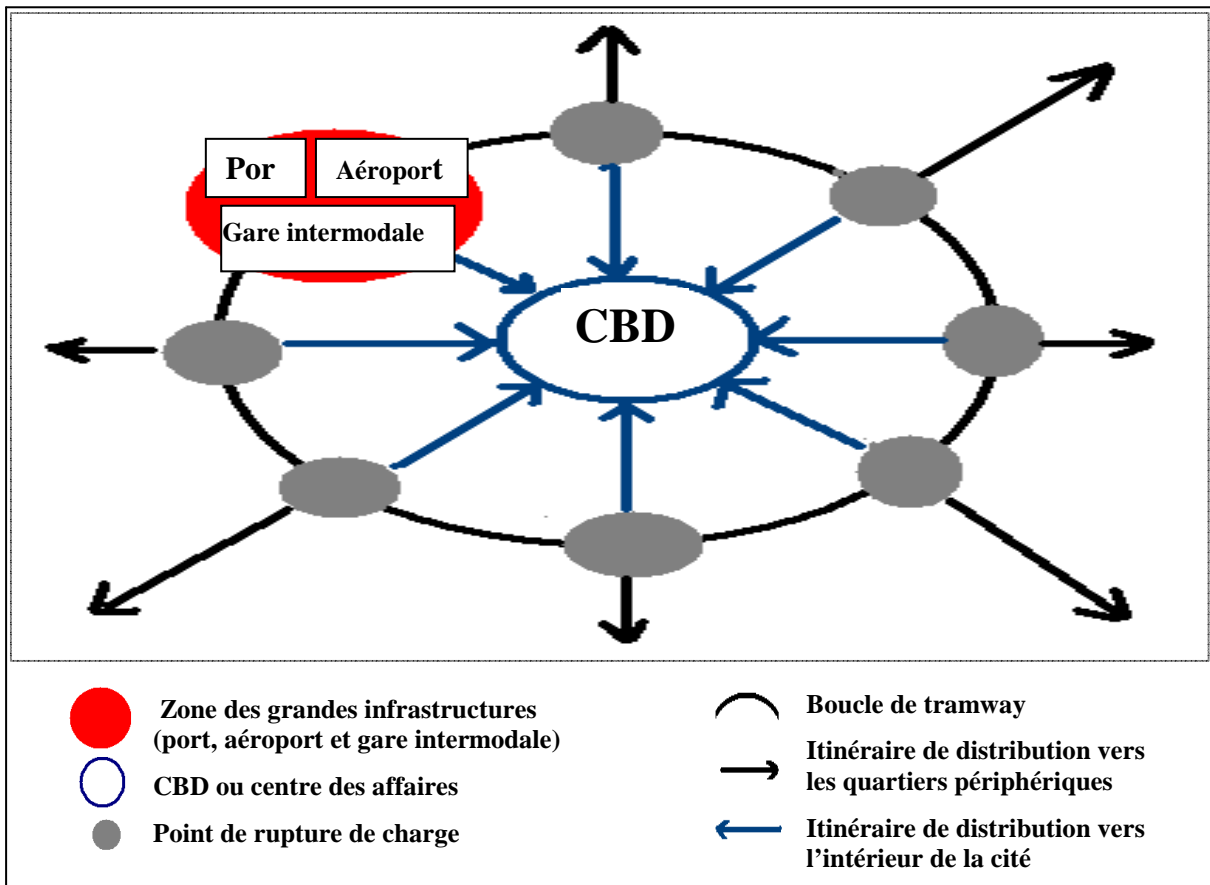 Por
Aéroport
Gare intermodale
CBD
Zone des grandes infrastructures
(port, aéroport et gare intermodale)
CBD ou centre des affaires
Point de rupture de charge
Boucle de tramway
Itinéraire de distribution vers
les quartiers périphériques
Itinéraire de distribution vers
l'intérieur de la cité